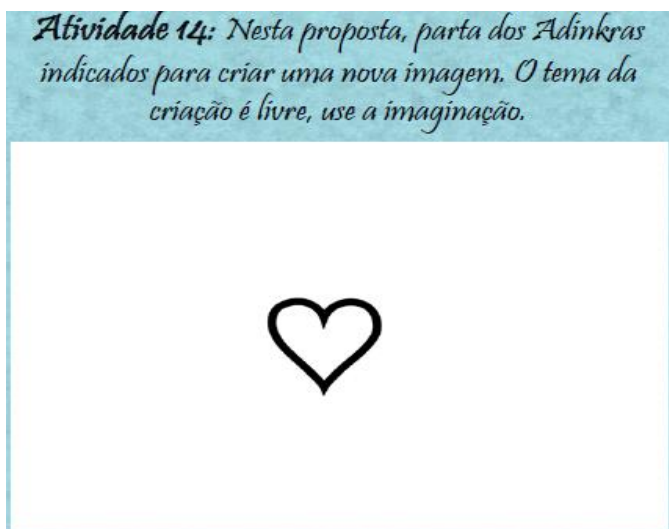 Atividade 14: Nesta proposta, parta dos Adinkras
indicados para criar uma nova imagem. O tema da
criação é livre, use a imaginação.